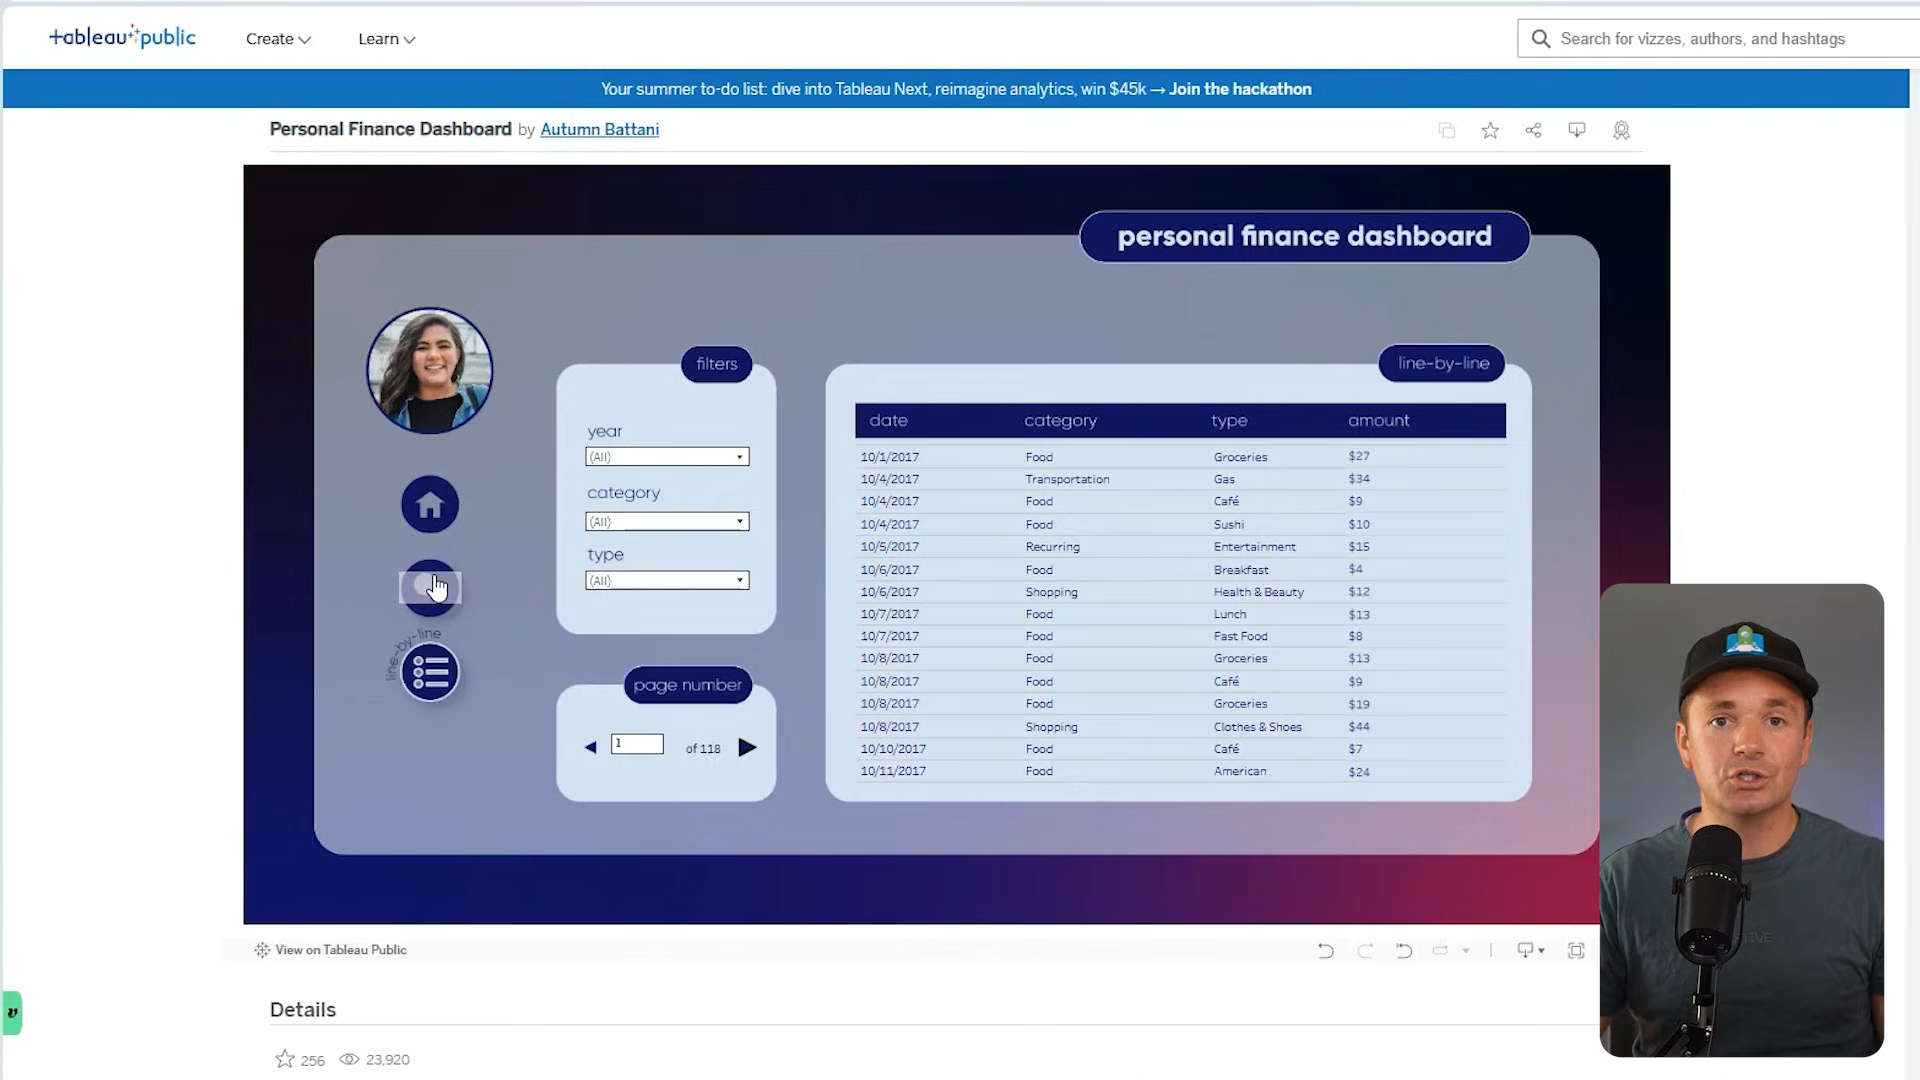 +ableau+public
Create
Learn
Search for vizzes, authors, and hashtags
Your summer to-do list: dive into Tableau Next, reimagine analytics, win $45k → Join the hackathon
Personal Finance Dashboard by Autumn Battani
personal finance dashboard
filters
year
(All)
category
(All)
type
(All)
line-by-line
page number
1
of 118
line-by-line
date category type amount
10/1/2017 Food Groceries $27
10/4/2017 Transportation Gas $34
10/4/2017 Food Café $9
10/4/2017 Food Sushi $10
10/5/2017 Recurring Entertainment $15
10/6/2017 Food Breakfast $4
10/6/2017 Shopping Health & Beauty $12
10/7/2017 Food Lunch $13
10/7/2017 Food Fast Food $8
10/8/2017 Food Groceries $13
10/8/2017 Food Café $9
10/8/2017 Food Groceries $19
10/8/2017 Shopping Clothes & Shoes $44
10/10/2017 Food Café $7
10/11/2017 Food American $24
View on Tableau Public
Details
256
23,920